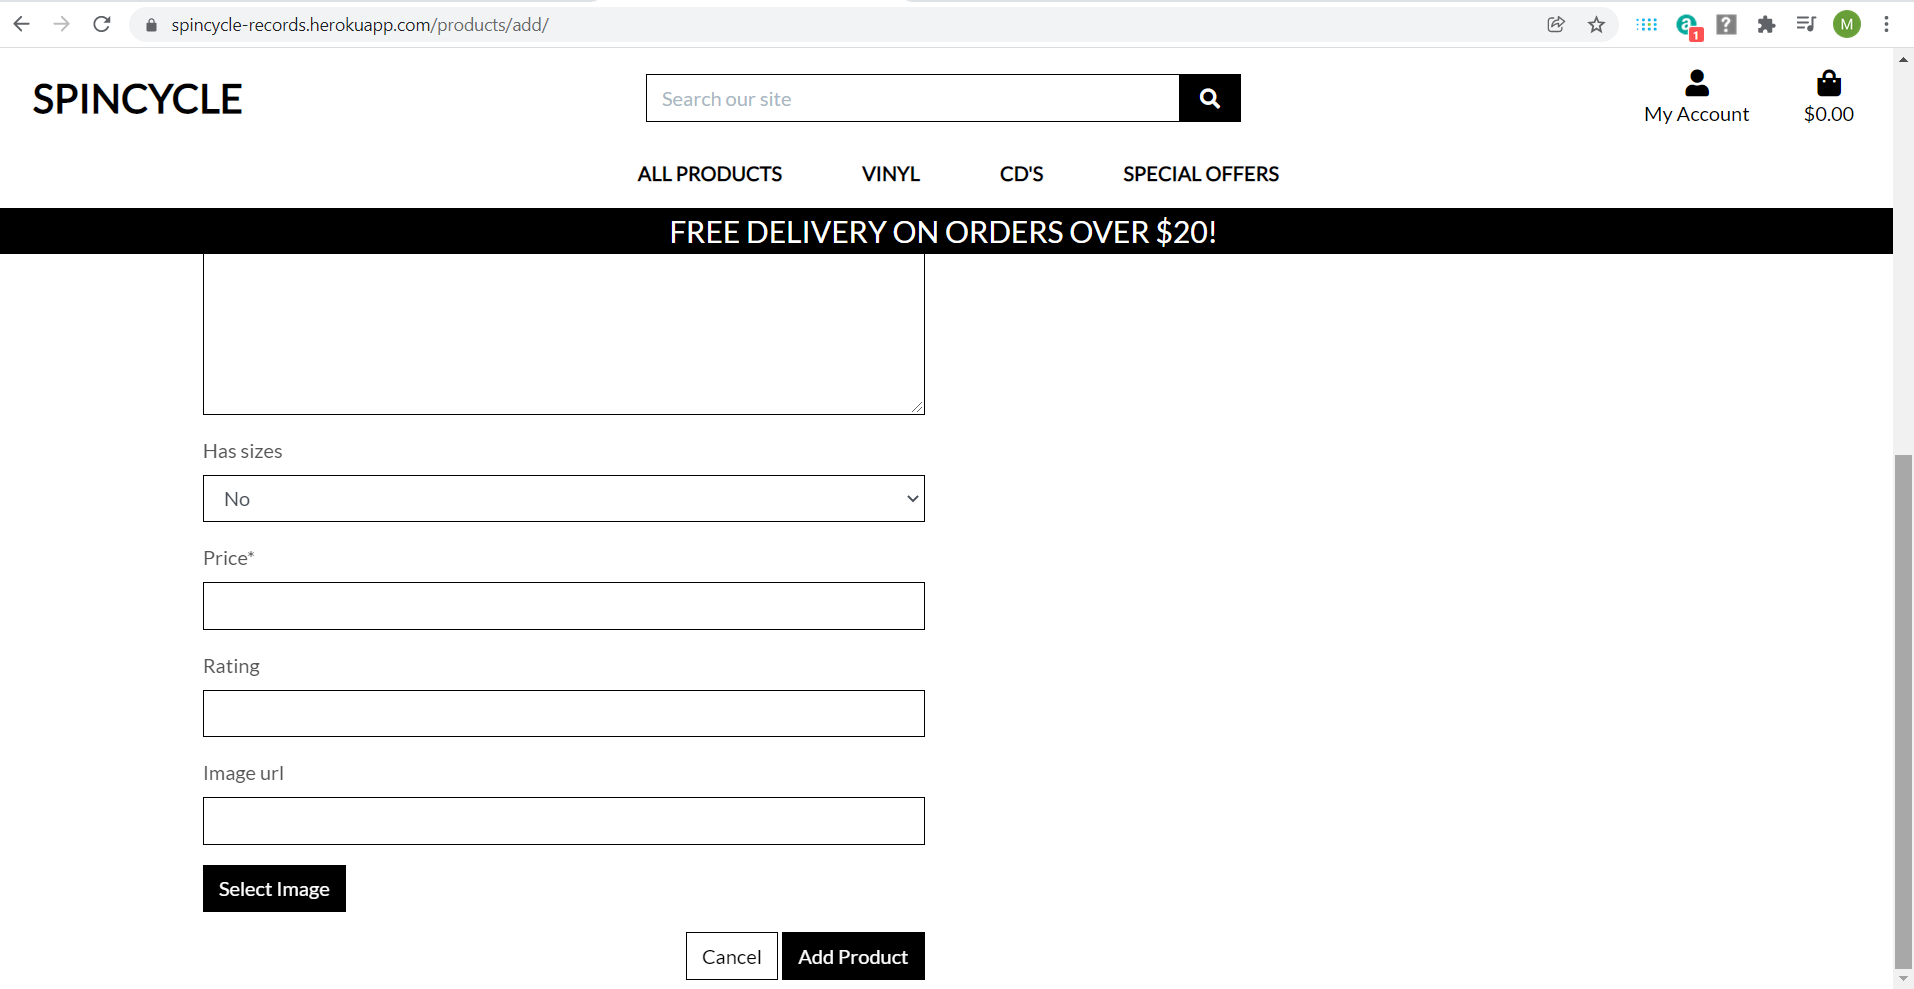 spincycle-records.herokuapp.com/products/add/
a
1
?
M
SPINCYCLE
Search our site
My Account
$0.00
ALL PRODUCTS
VINYL
CD'S
SPECIAL OFFERS
FREE DELIVERY ON ORDERS OVER $20!
Has sizes
No
Price*
Rating
Image url
Select Image
Cancel
Add Product